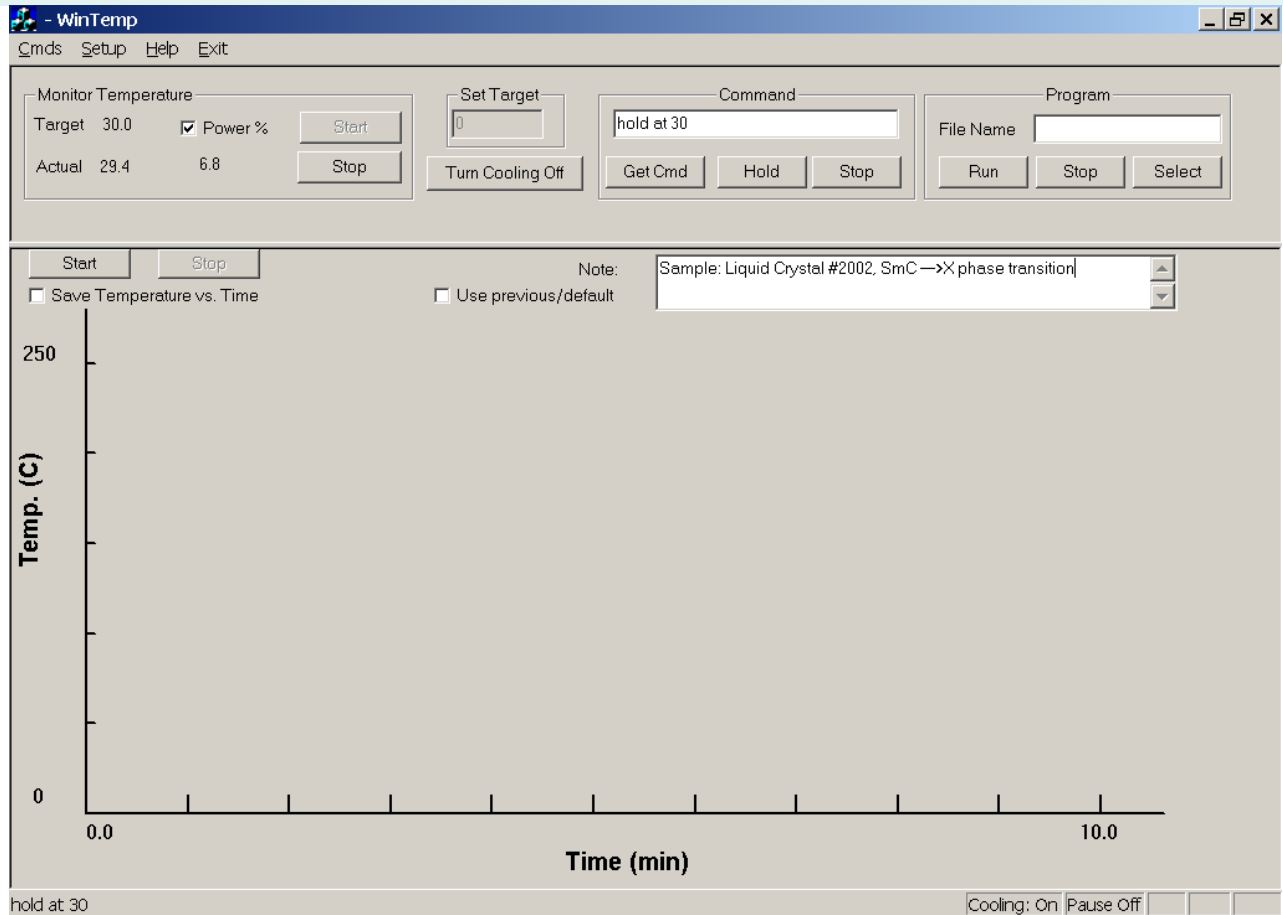 - WinTemp
Cmds Setup Help Exit
Monitor Temperature
Target 30.0 Power % Start
Actual 29.4 6.8 Stop
Set Target
0
Turn Cooling Off
Command
hold at 30
Get Cmd Hold Stop
Program
File Name
Run Stop Select
Start Stop
Save Temperature vs. Time
Use previous/default
Note:
Sample: Liquid Crystal #2002, SmC —>X phase transition
250
Temp. (C)
0
0.0 10.0
Time (min)
hold at 30 Cooling: On Pause Off